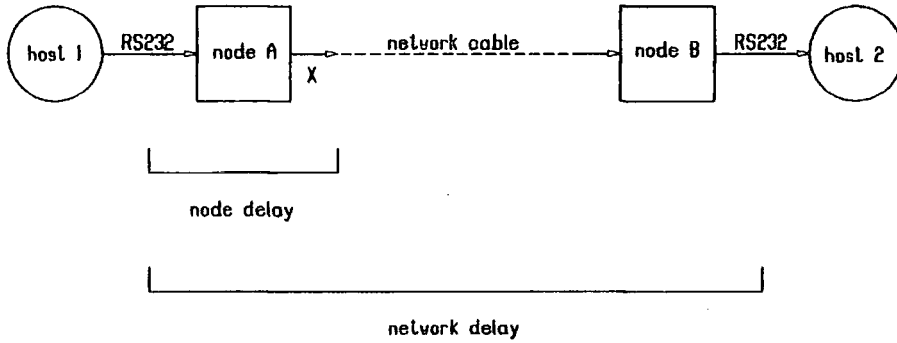 host 1
RS232
node A
X
network cable
node B
RS232
host 2
node delay
network delay